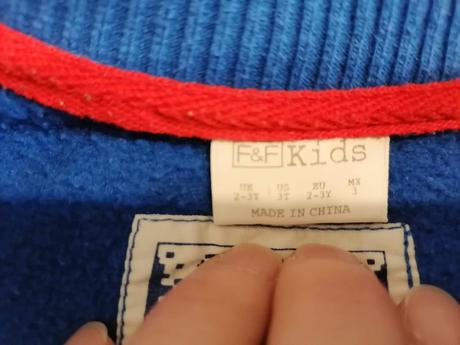 F&F Kids
UK US EU MX
2-3Y 3T 2-3Y 3
MADE IN CHINA